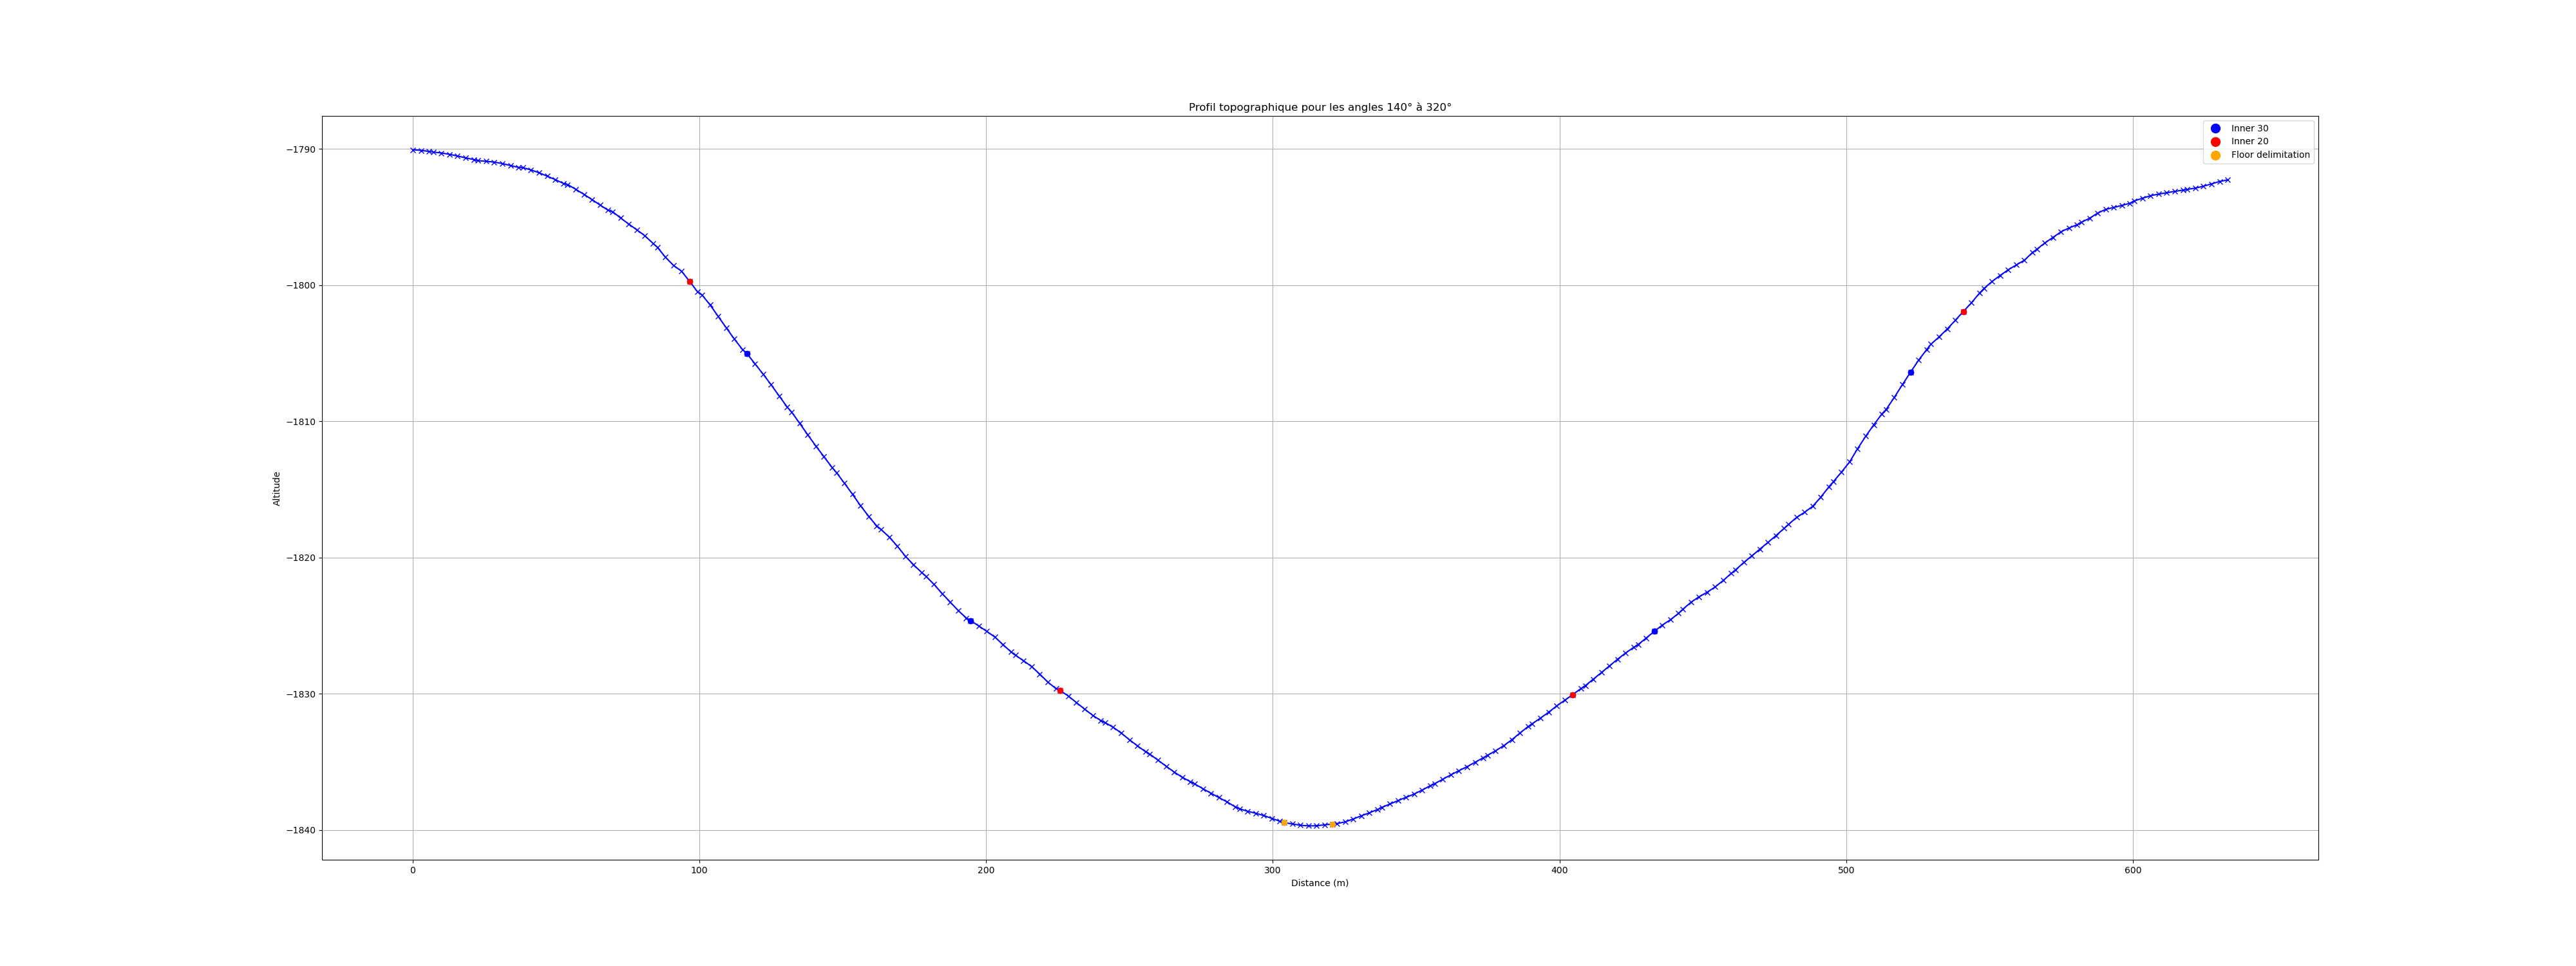 Profil topographique pour les angles 140° à 320°
Inner 30
Inner 20
Floor delimitation
Altitude
−1790
−1800
−1810
−1820
−1830
−1840
0 100 200 300 400 500 600
Distance (m)